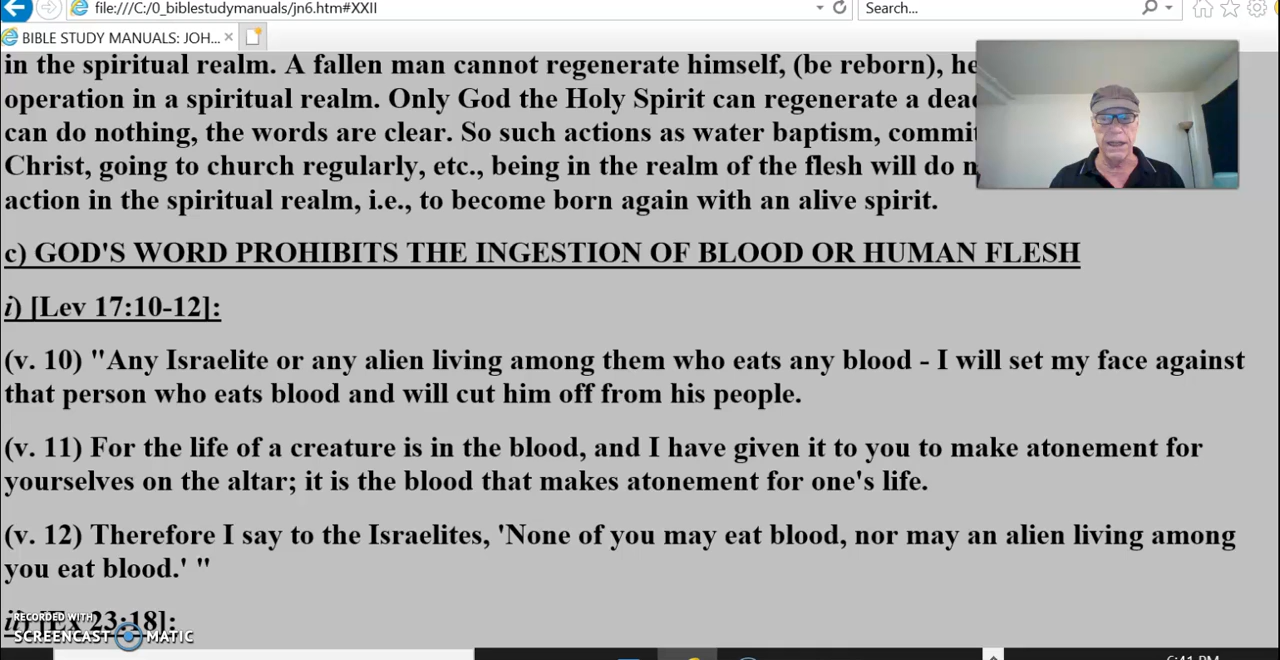 file:///C:/0_biblestudymanuals/jn6.htm#XXII
Search...
BIBLE STUDY MANUALS: JOH...
in the spiritual realm. A fallen man cannot regenerate himself, (be reborn), he
operation in a spiritual realm. Only God the Holy Spirit can regenerate a
can do nothing, the words are clear. So such actions as water baptism,
Christ, going to church regularly, etc., being in the realm of the flesh will do
action in the spiritual realm, i.e., to become born again with an alive spirit.
c) GOD'S WORD PROHIBITS THE INGESTION OF BLOOD OR HUMAN FLESH
i) [Lev 17:10-12]:
(v. 10) "Any Israelite or any alien living among them who eats any blood - I will set my face against
that person who eats blood and will cut him off from his people.
(v. 11) For the life of a creature is in the blood, and I have given it to you to make atonement for
yourselves on the altar; it is the blood that makes atonement for one's life.
(v. 12) Therefore I say to the Israelites, 'None of you may eat blood, nor may an alien living among
you eat blood.' "
ii) [Ex 23:18]:
RECORDED WITH
SCREENCAST MATIC
6:41 PM